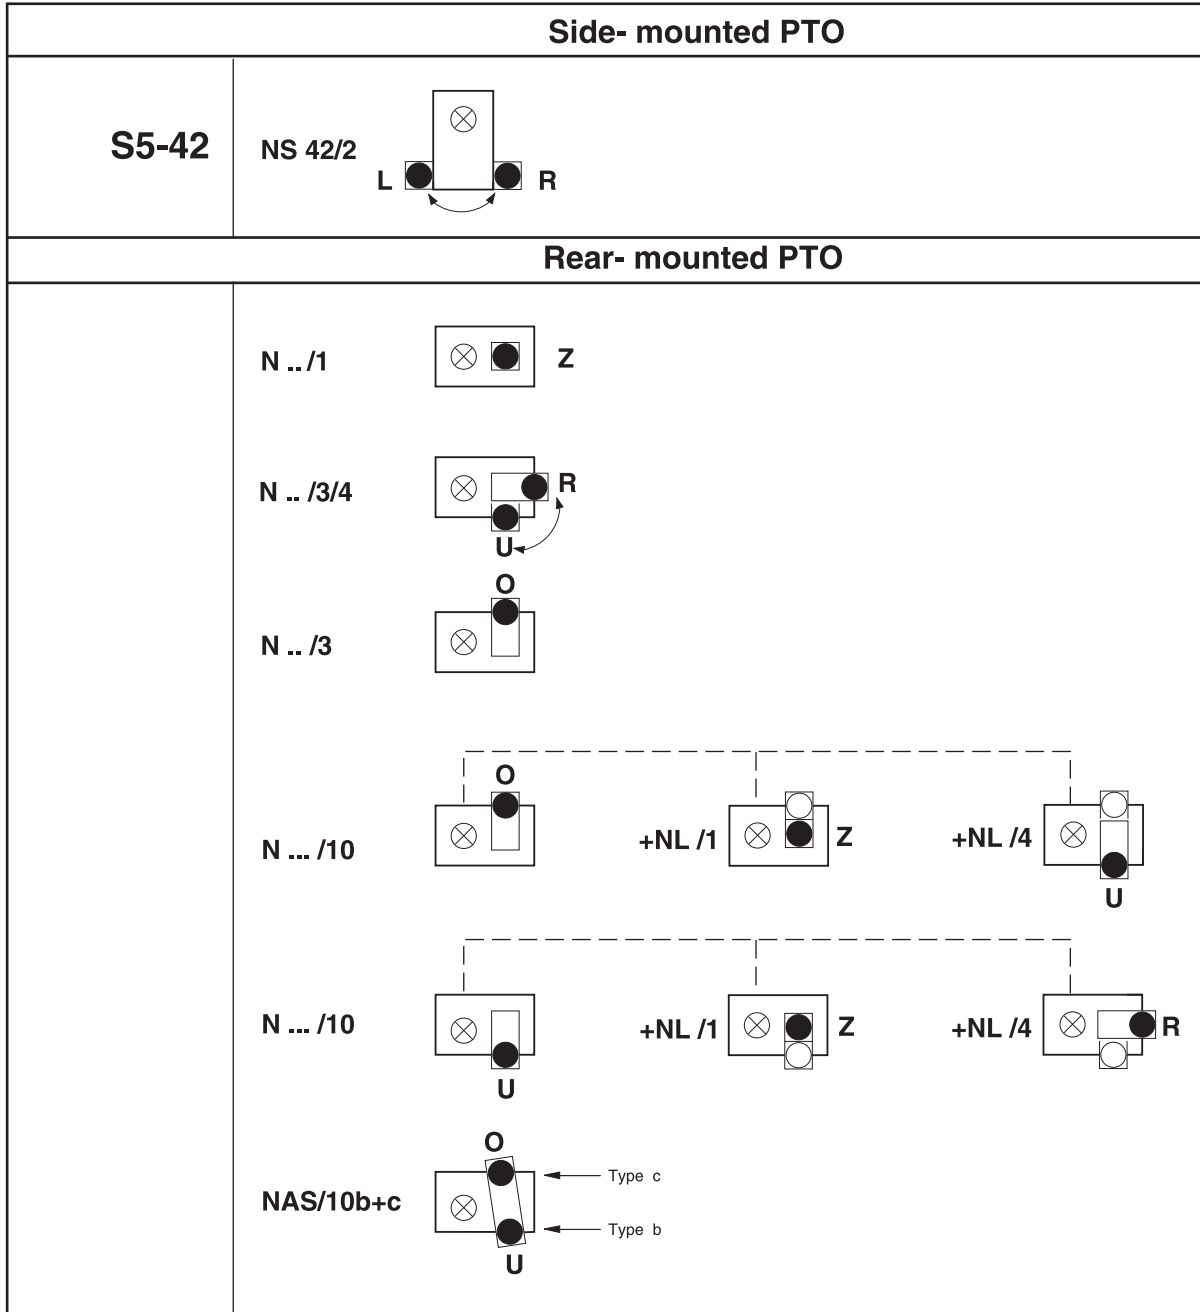 Side- mounted PTO
S5-42
NS 42/2
L
R
Rear- mounted PTO
N .. /1
Z
N .. /3/4
R
U
O
N .. /3
O
N ... /10
+NL /1
Z
+NL /4
U
N ... /10
U
+NL /1
Z
+NL /4
R
O
NAS/10b+c
Type c
Type b
U